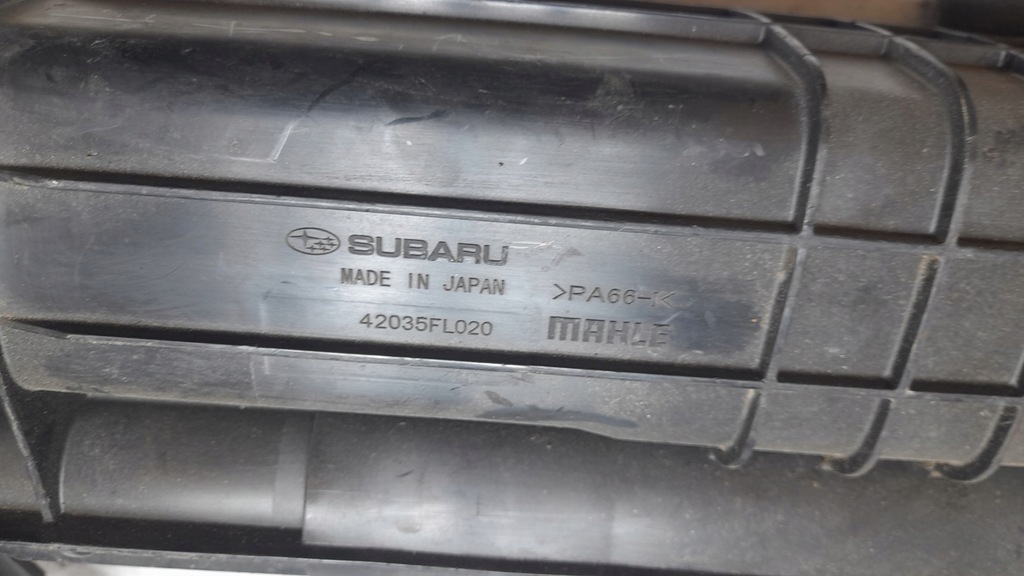 SUBARU
MADE IN JAPAN
42035FL020
>PA66-I<
MAHLE